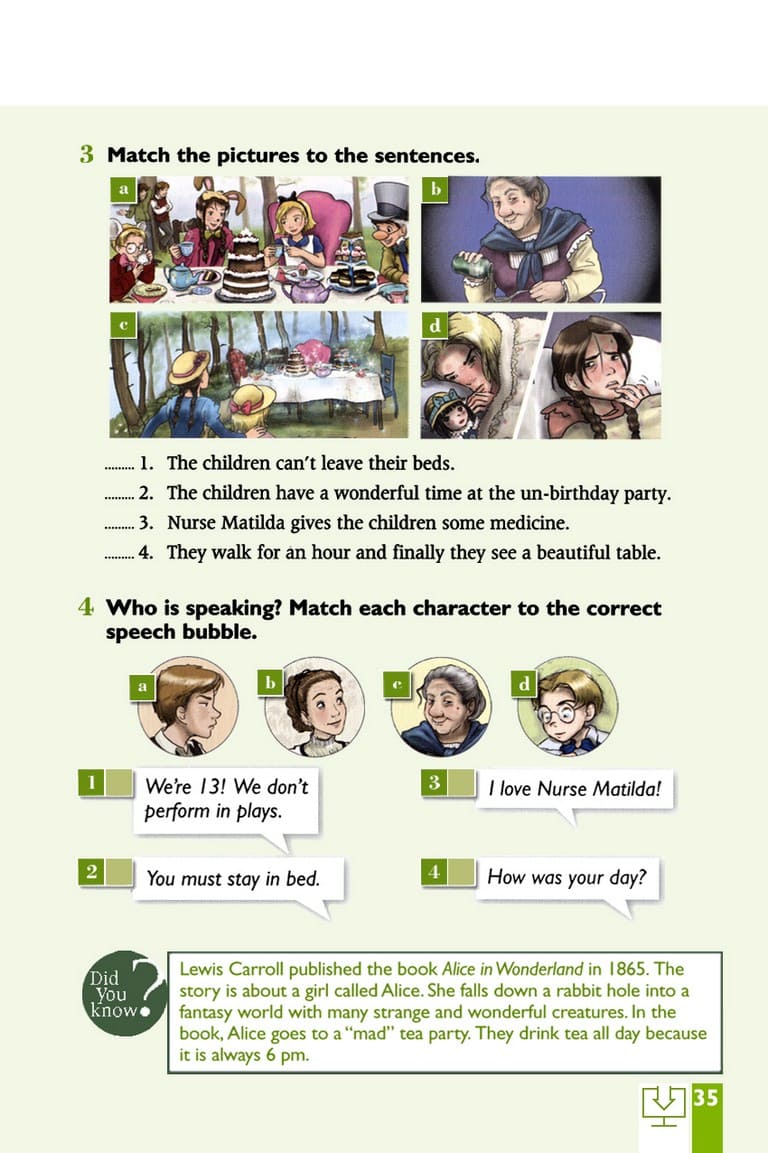 3 Match the pictures to the sentences.
a
b
c
d
......... 1. The children can't leave their beds.
......... 2. The children have a wonderful time at the un-birthday party.
......... 3. Nurse Matilda gives the children some medicine.
......... 4. They walk for an hour and finally they see a beautiful table.
4 Who is speaking? Match each character to the correct
speech bubble.
a
b
c
d
1 We're 13! We don't
perform in plays.
3 I love Nurse Matilda!
2 You must stay in bed.
4 How was your day?
Did
You
know?
Lewis Carroll published the book Alice in Wonderland in 1865. The
story is about a girl called Alice. She falls down a rabbit hole into a
fantasy world with many strange and wonderful creatures. In the
book, Alice goes to a "mad" tea party. They drink tea all day because
it is always 6 pm.
35